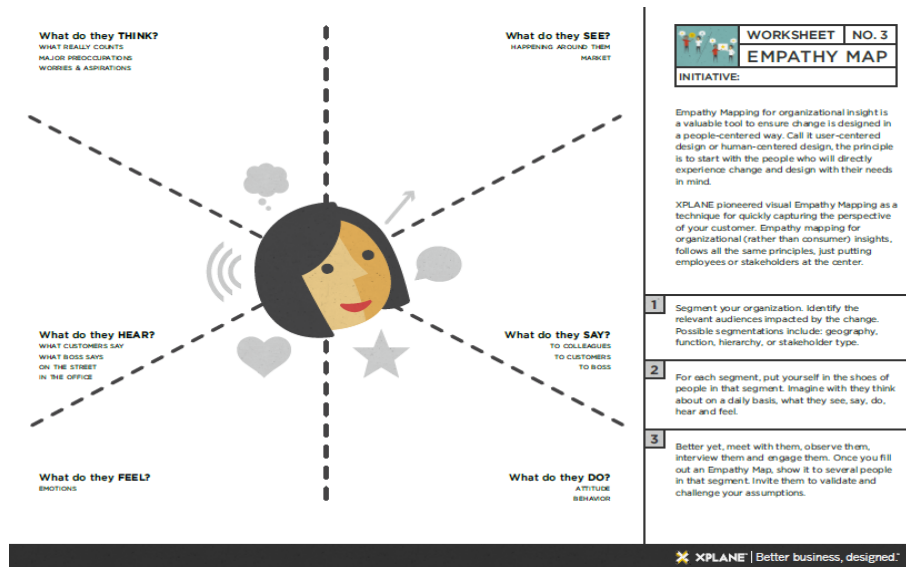 What do they THINK?
WHAT REALLY COUNTS
MAJOR PREOCCUPATIONS
WORRIES & ASPIRATIONS
What do they SEE?
HAPPENING AROUND THEM
MARKET
What do they HEAR?
WHAT CUSTOMERS SAY
WHAT BOSS SAYS
ON THE STREET
IN THE OFFICE
What do they SAY?
TO COLLEAGUES
TO CUSTOMERS
TO BOSS
What do they FEEL?
EMOTIONS
What do they DO?
ATTITUDE
BEHAVIOR
WORKSHEET NO. 3
EMPATHY MAP
INITIATIVE:
Empathy Mapping for organizational insight is
a valuable tool to ensure change is designed in
a people-centered way. Call it user-centered
design or human-centered design, the principle
is to start with the people who will directly
experience change and design with their needs
in mind.
XPLANE pioneered visual Empathy Mapping as a
technique for quickly capturing the perspective
of your customer. Empathy mapping for
organizational (rather than consumer) insights,
follows all the same principles, just putting
employees or stakeholders at the center.
1
Segment your organization. Identify the
relevant audiences impacted by the change.
Possible segmentations include: geography,
function, hierarchy, or stakeholder type.
2
For each segment, put yourself in the shoes of
people in that segment. Imagine with they think
about on a daily basis, what they see, say, do,
hear and feel.
3
Better yet, meet with them, observe them,
interview them and engage them. Once you fill
out an Empathy Map, show it to several people
in that segment. Invite them to validate and
challenge your assumptions.
XPLANE™ | Better business, designed.™